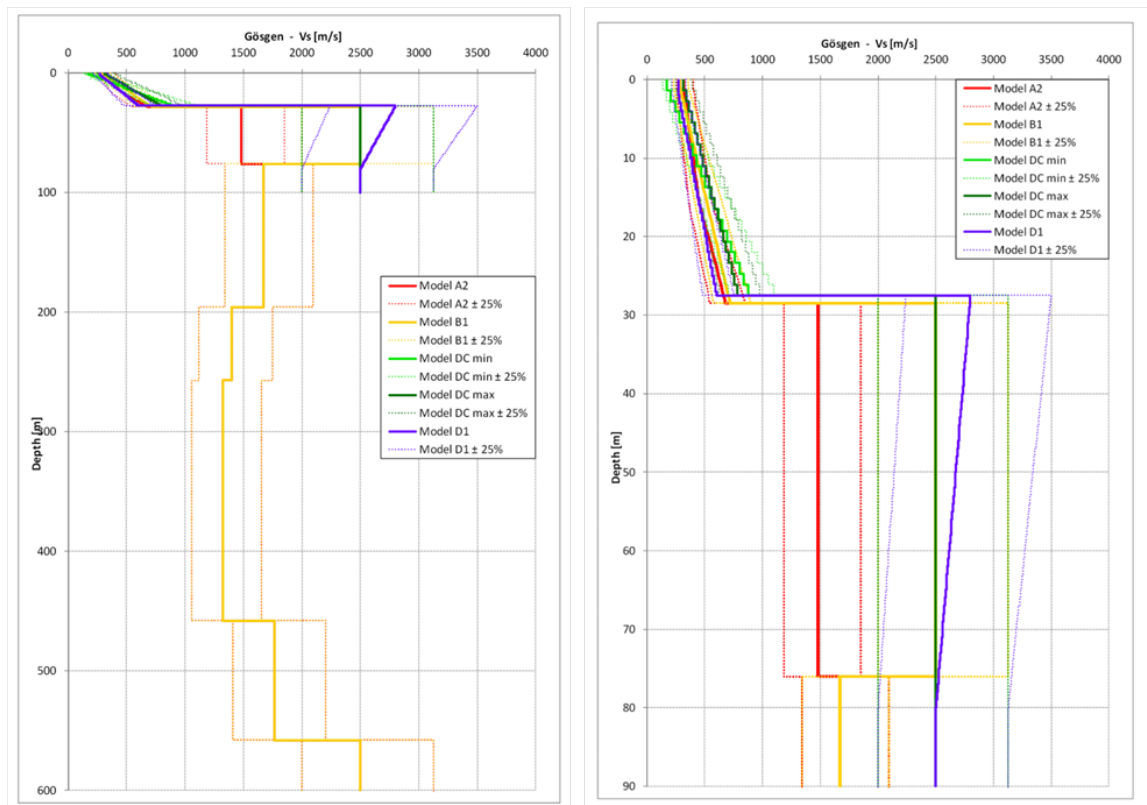 Gösgen - Vs [m/s]
0 500 1000 1500 2000 2500 3000 3500 4000
0
100
200
300
400
500
600
Depth [m]
Model A2
Model A2 ± 25%
Model B1
Model B1 ± 25%
Model DC min
Model DC min ± 25%
Model DC max
Model DC max ± 25%
Model D1
Model D1 ± 25%
Gösgen - Vs [m/s]
0 500 1000 1500 2000 2500 3000 3500 4000
0
10
20
30
40
50
60
70
80
90
Depth [m]
Model A2
Model A2 ± 25%
Model B1
Model B1 ± 25%
Model DC min
Model DC min ± 25%
Model DC max
Model DC max ± 25%
Model D1
Model D1 ± 25%